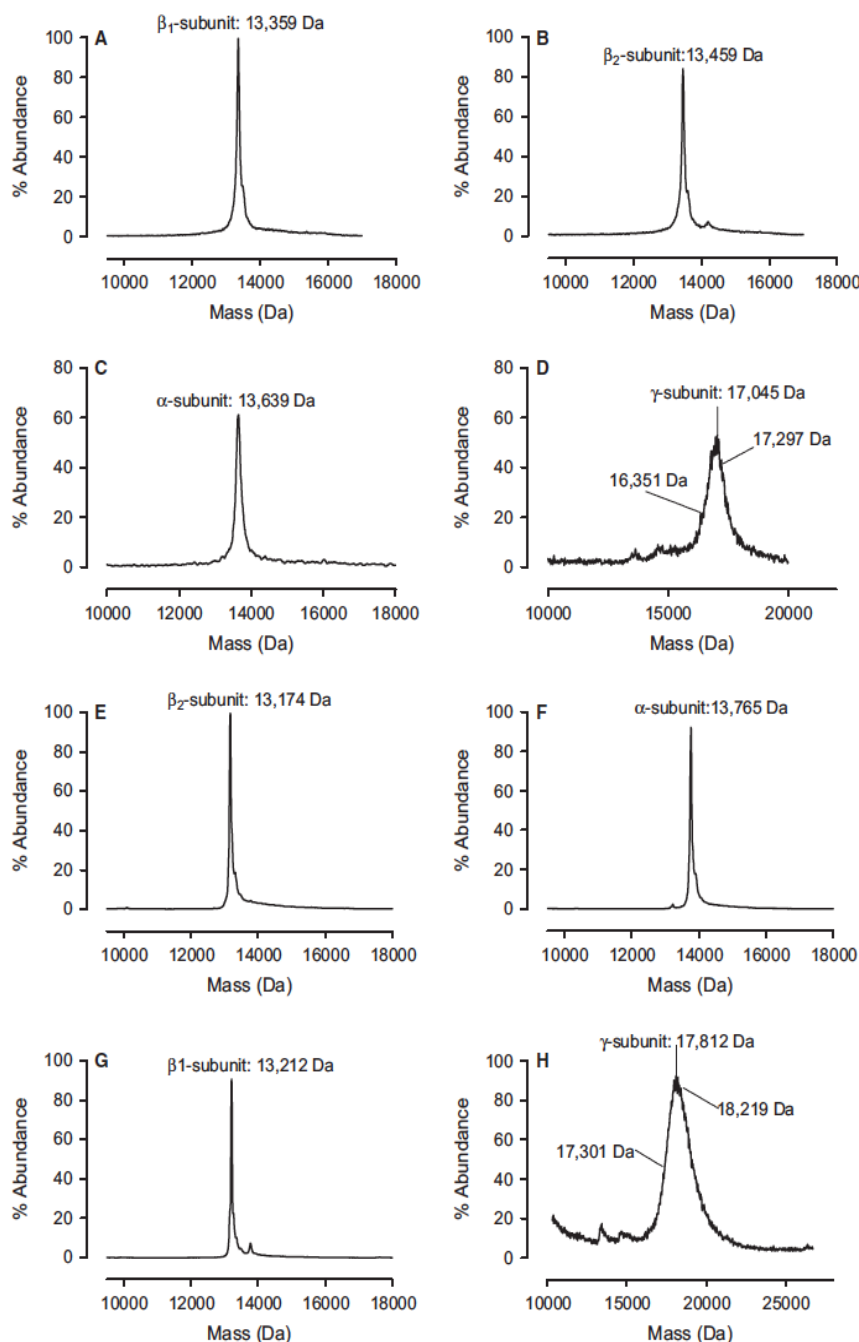 A
β1-subunit: 13,359 Da
100
80
60
40
20
0
% Abundance
10000 12000 14000 16000 18000
Mass (Da)
B
β2-subunit:13,459 Da
100
80
60
40
20
0
% Abundance
10000 12000 14000 16000 18000
Mass (Da)
C
α-subunit: 13,639 Da
80
60
40
20
0
% Abundance
10000 12000 14000 16000 18000
Mass (Da)
D
γ-subunit: 17,045 Da
17,297 Da
16,351 Da
80
60
40
20
0
% Abundance
10000 15000 20000
Mass (Da)
E
β2-subunit: 13,174 Da
100
80
60
40
20
0
% Abundance
10000 12000 14000 16000 18000
Mass (Da)
F
α-subunit:13,765 Da
100
80
60
40
20
0
% Abundance
10000 12000 14000 16000 18000
Mass (Da)
G
β1-subunit: 13,212 Da
100
80
60
40
20
0
% Abundance
10000 12000 14000 16000 18000
Mass (Da)
H
γ-subunit: 17,812 Da
18,219 Da
17,301 Da
100
80
60
40
20
0
% Abundance
10000 15000 20000 25000
Mass (Da)